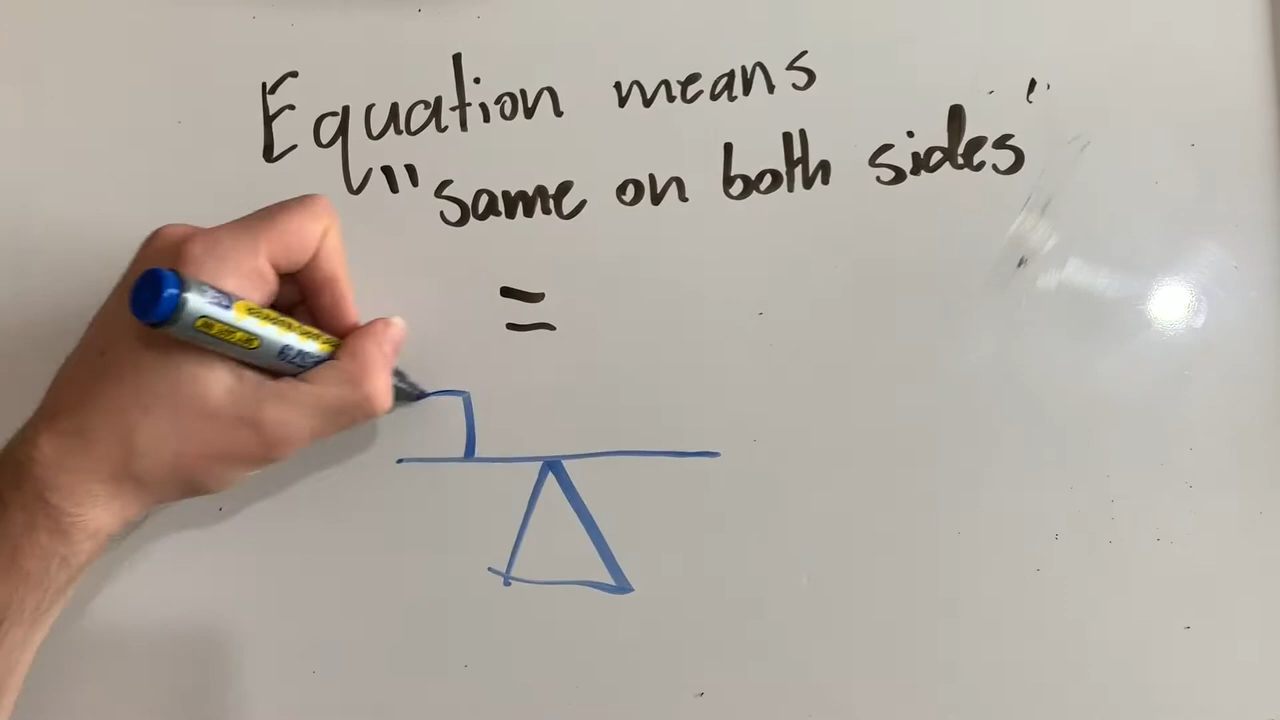 Equation means
"same on both sides"
=